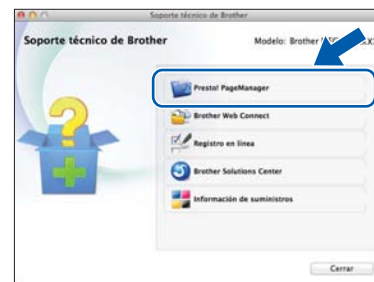 Soporte técnico de Brother
Soporte técnico de Brother
Modelo: Brother
Presto! PageManager
Brother Web Connect
Registro en línea
Brother Solutions Center
Información de suministros
Cerrar